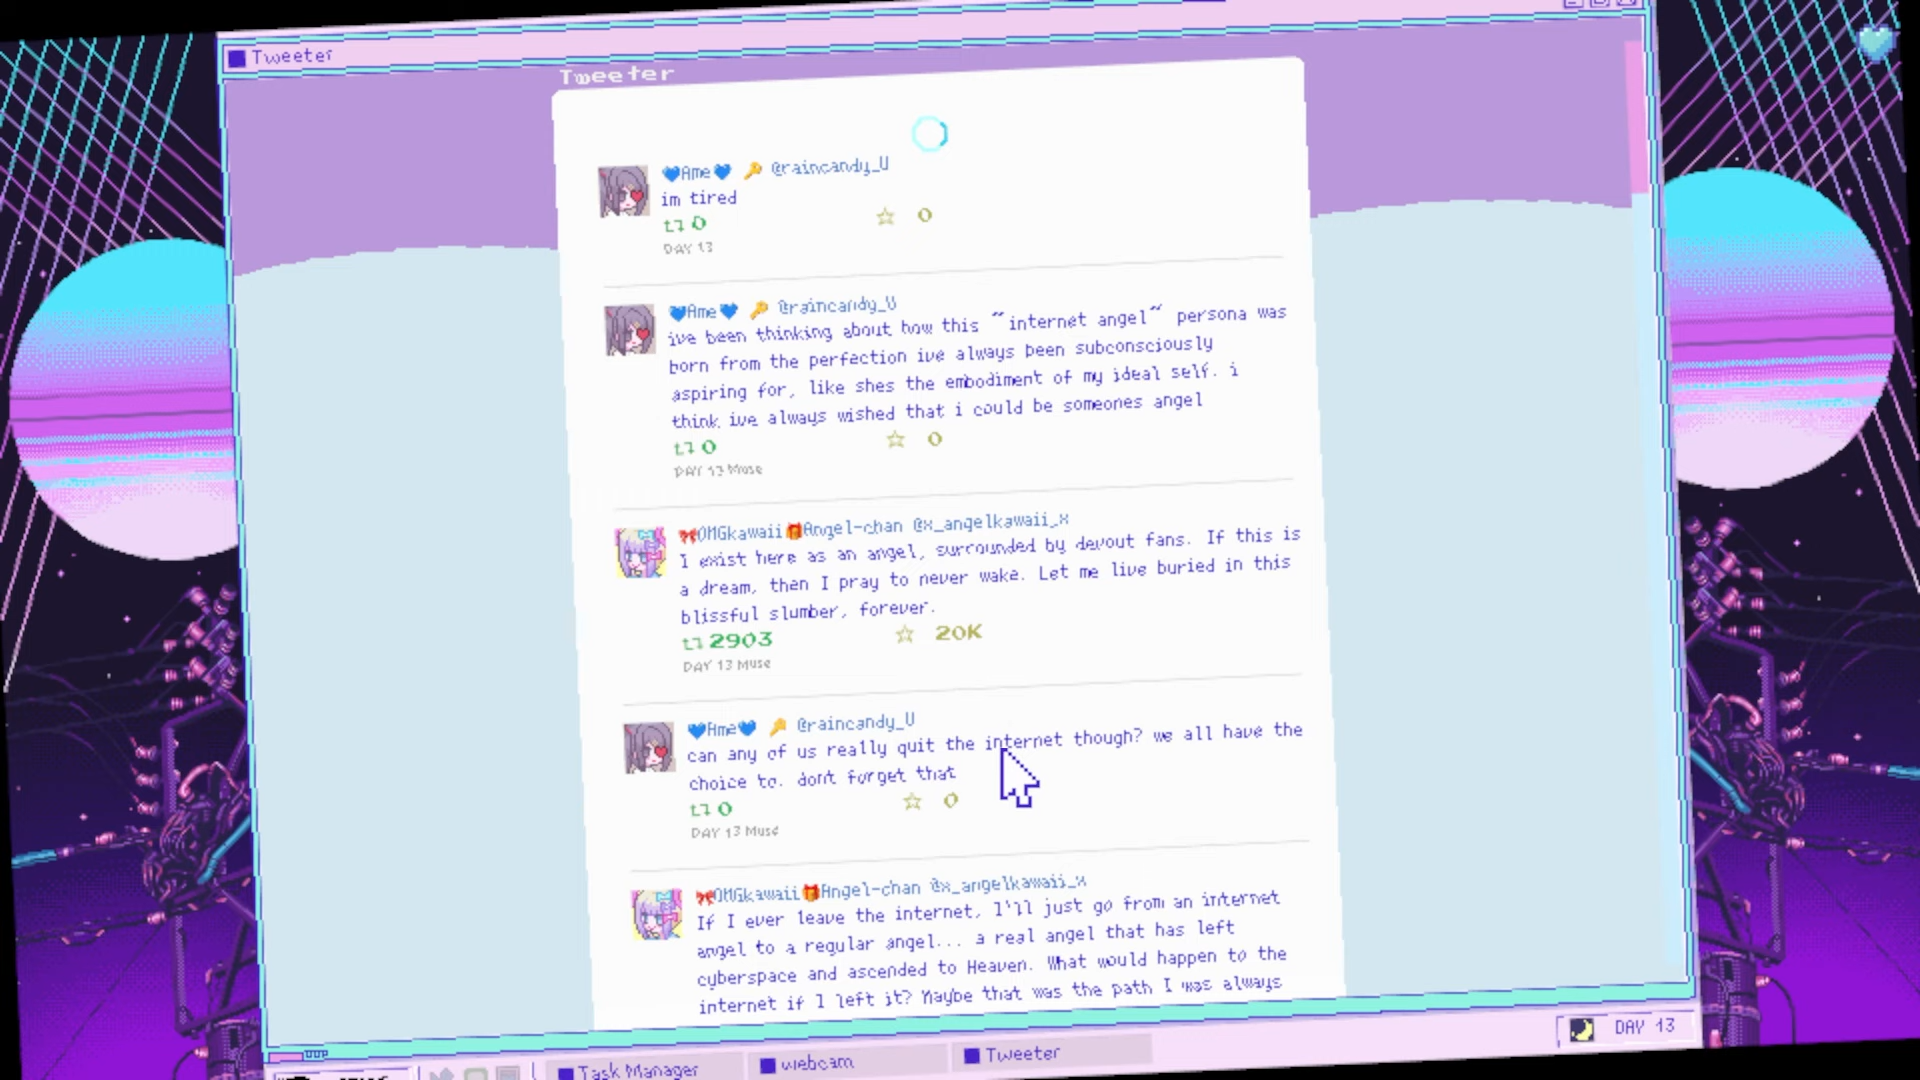 Tweeter
Tweeter
Ame @raincandy_U
im tired
0 0
DAY 13
Ame @raincandy_U
ive been thinking about how this ~internet angel~ persona was
born from the perfection ive always been subconsciously
aspiring for, like shes the embodiment of my ideal self. i
think ive always wished that i could be someones angel
0 0
DAY 13 Muse
OMGkawaii Angel-chan @x_angelkawaii_x
I exist here as an angel, surrounded by devout fans. If this is
a dream, then I pray to never wake. Let me live buried in this
blissful slumber, forever.
2903 20K
DAY 13 Muse
Ame @raincandy_U
can any of us really quit the internet though? we all have the
choice to. dont forget that
0 0
DAY 13 Muse
OMGkawaii Angel-chan @x_angelkawaii_x
If I ever leave the internet, I'll just go from an internet
angel to a regular angel... a real angel that has left
cyberspace and ascended to Heaven. What would happen to the
internet if I left it? Maybe that was the path I was always
Task Manager
webcam
Tweeter
DAY 13